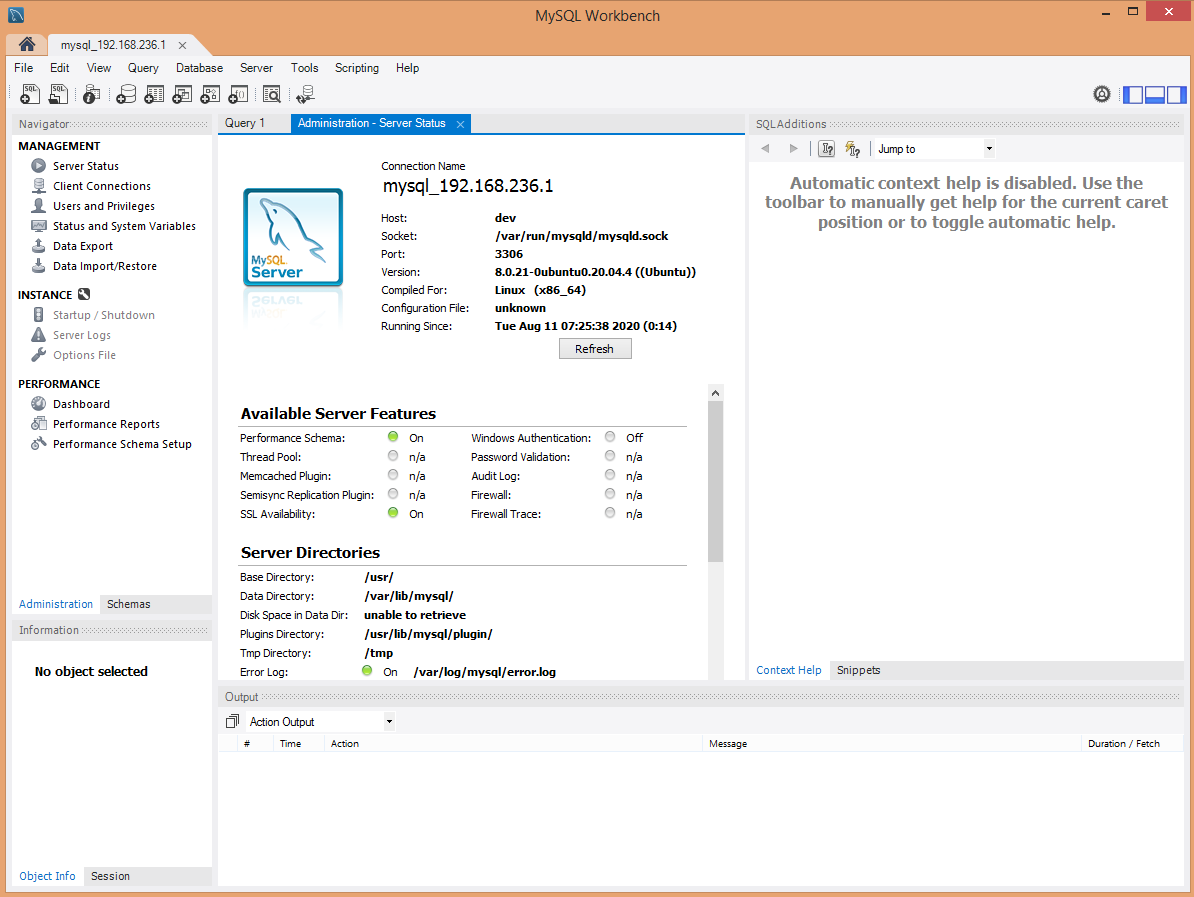 MySQL Workbench
mysql_192.168.236.1
File Edit View Query Database Server Tools Scripting Help
Navigator
MANAGEMENT
Server Status
Client Connections
Users and Privileges
Status and System Variables
Data Export
Data Import/Restore
INSTANCE
Startup / Shutdown
Server Logs
Options File
PERFORMANCE
Dashboard
Performance Reports
Performance Schema Setup
Administration Schemas
Information
No object selected
Object Info Session
Query 1 Administration - Server Status
MySQL
Server
Connection Name
mysql_192.168.236.1
Host: dev
Socket: /var/run/mysqld/mysqld.sock
Port: 3306
Version: 8.0.21-0ubuntu0.20.04.4 ((Ubuntu))
Compiled For: Linux (x86_64)
Configuration File: unknown
Running Since: Tue Aug 11 07:25:38 2020 (0:14)
Refresh
Available Server Features
Performance Schema: On Windows Authentication: Off
Thread Pool: n/a Password Validation: n/a
Memcached Plugin: n/a Audit Log: n/a
Semisync Replication Plugin: n/a Firewall: n/a
SSL Availability: On Firewall Trace: n/a
Server Directories
Base Directory: /usr/
Data Directory: /var/lib/mysql/
Disk Space in Data Dir: unable to retrieve
Plugins Directory: /usr/lib/mysql/plugin/
Tmp Directory: /tmp
Error Log: On /var/log/mysql/error.log
SQLAdditions
Jump to
Automatic context help is disabled. Use the
toolbar to manually get help for the current caret
position or to toggle automatic help.
Context Help Snippets
Output
Action Output
# Time Action Message Duration / Fetch